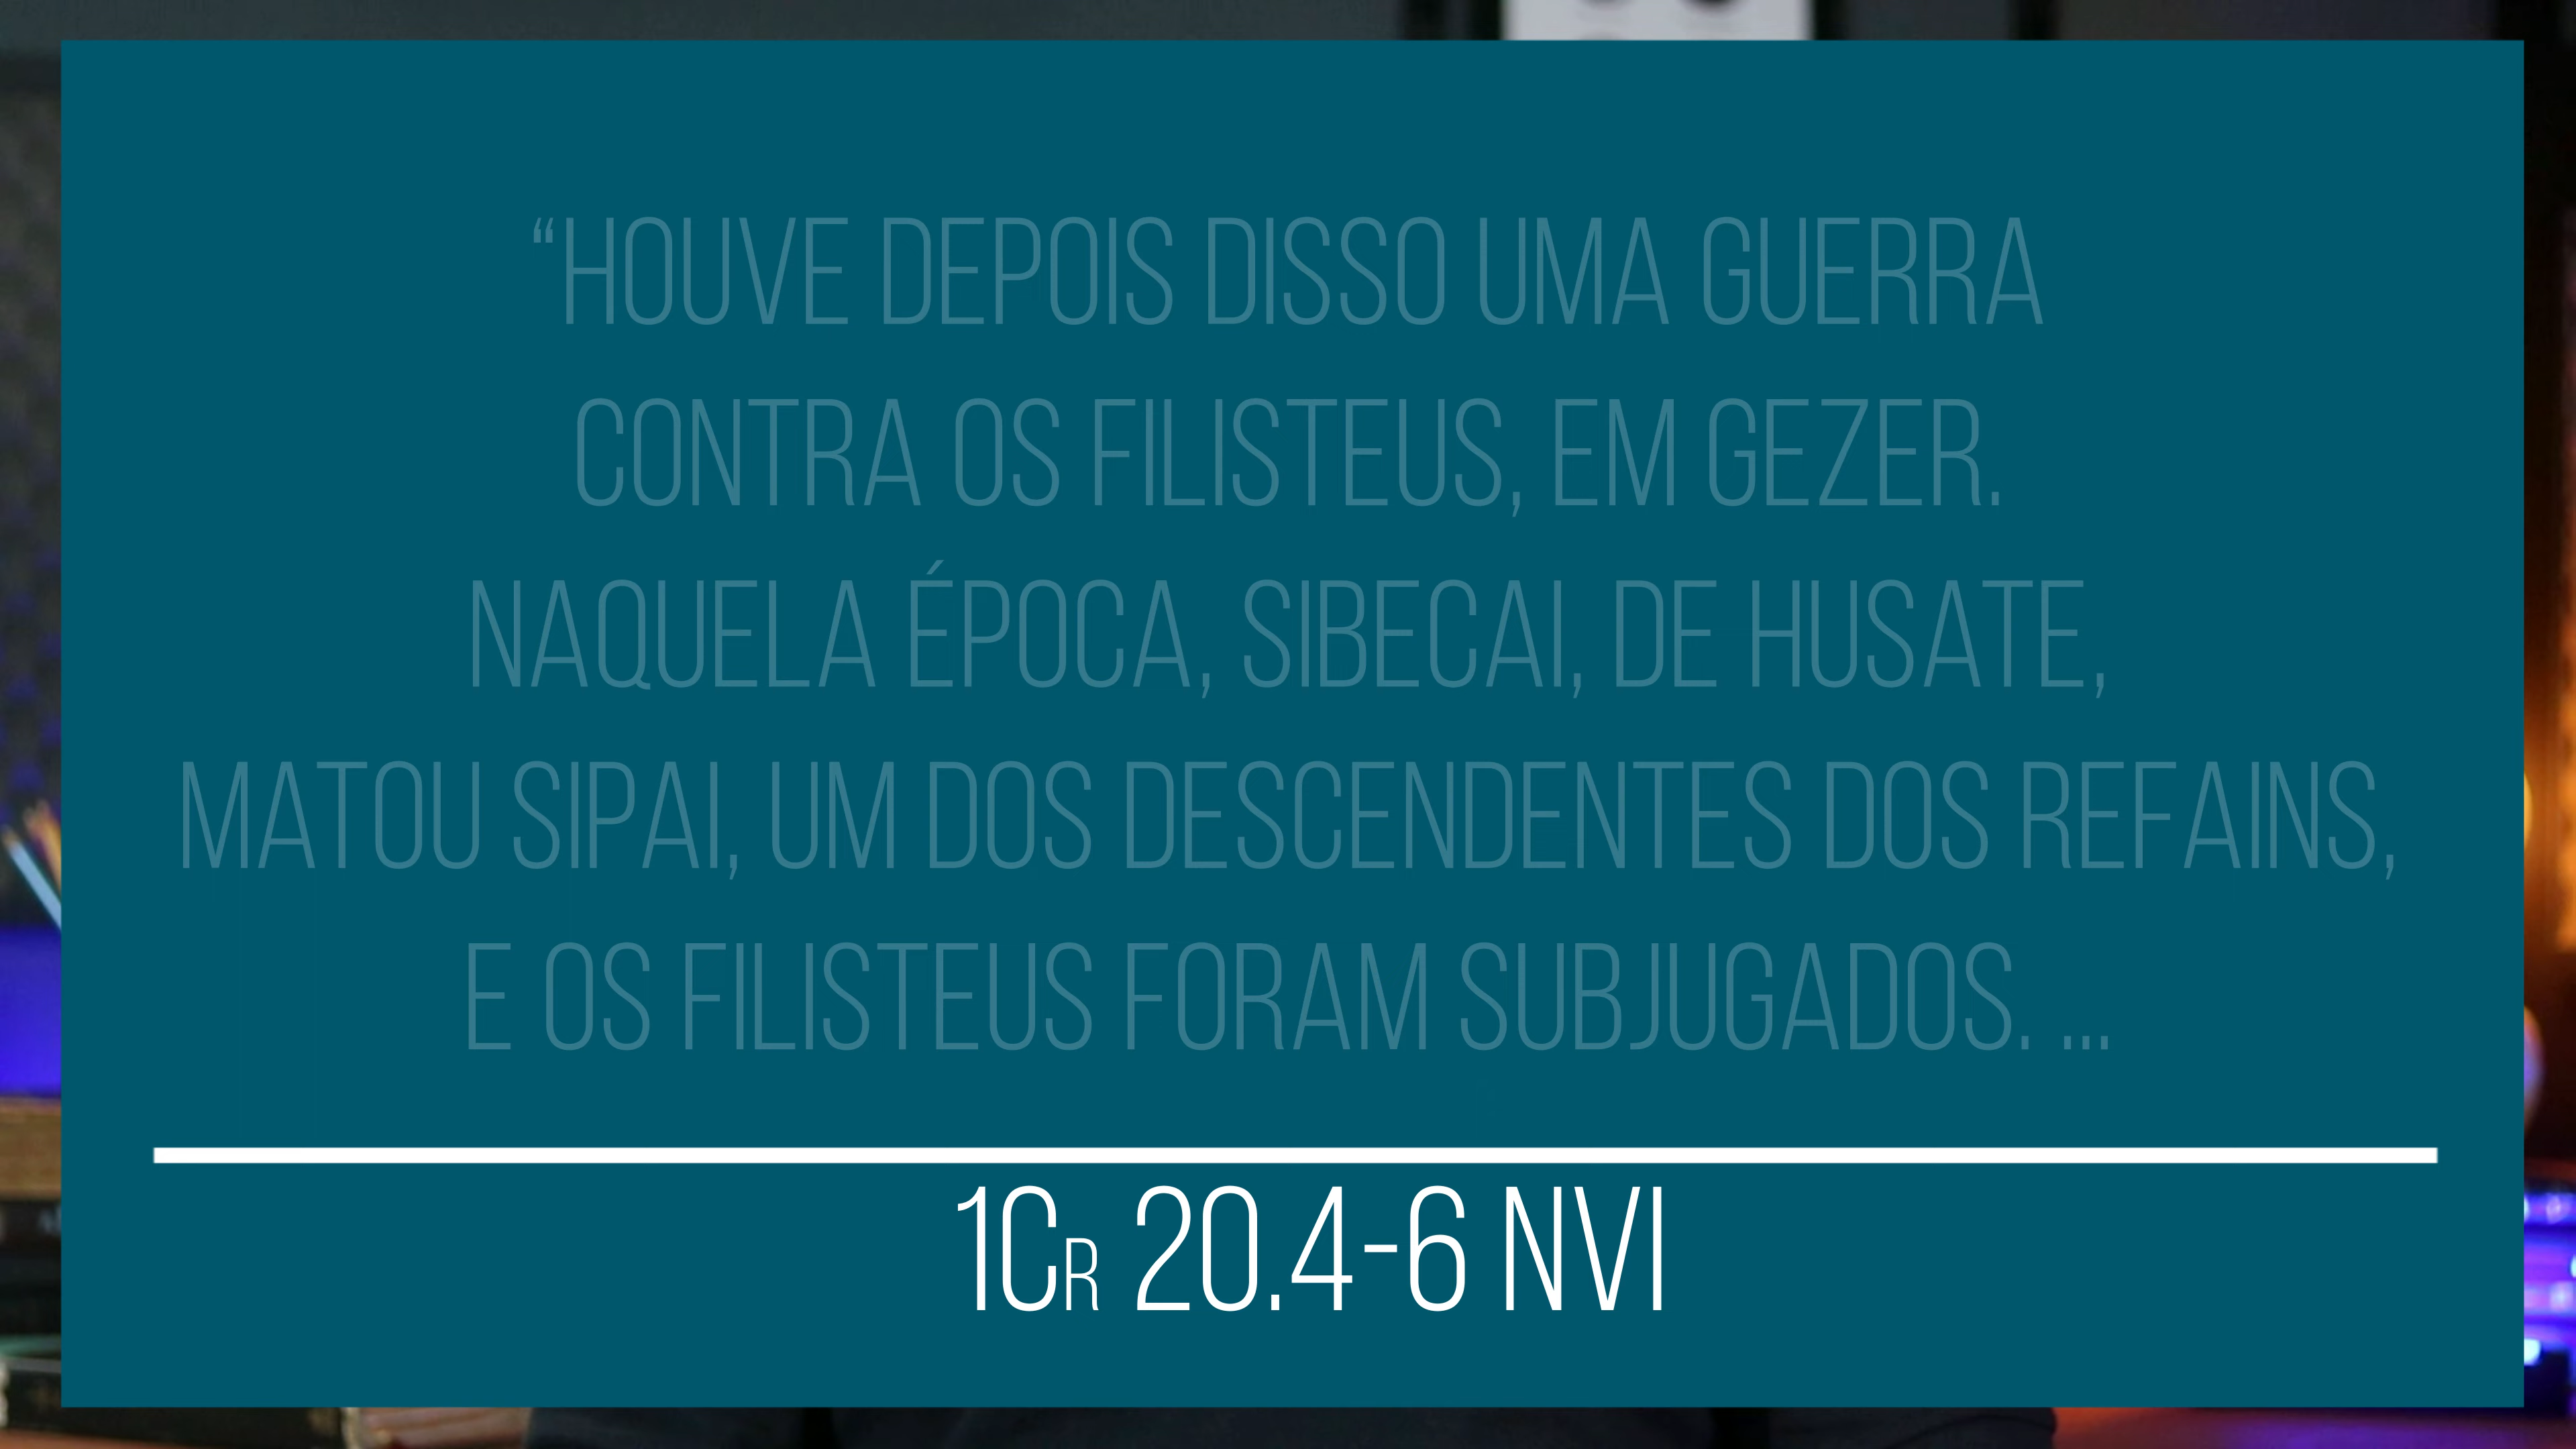 “HOUVE DEPOIS DISSO UMA GUERRA
CONTRA OS FILISTEUS, EM GEZER.
NAQUELA ÉPOCA, SIBECAI, DE HUSATE,
MATOU SIPAI, UM DOS DESCENDENTES DOS REFAINS,
E OS FILISTEUS FORAM SUBJUGADOS. ...
1CR 20.4-6 NVI